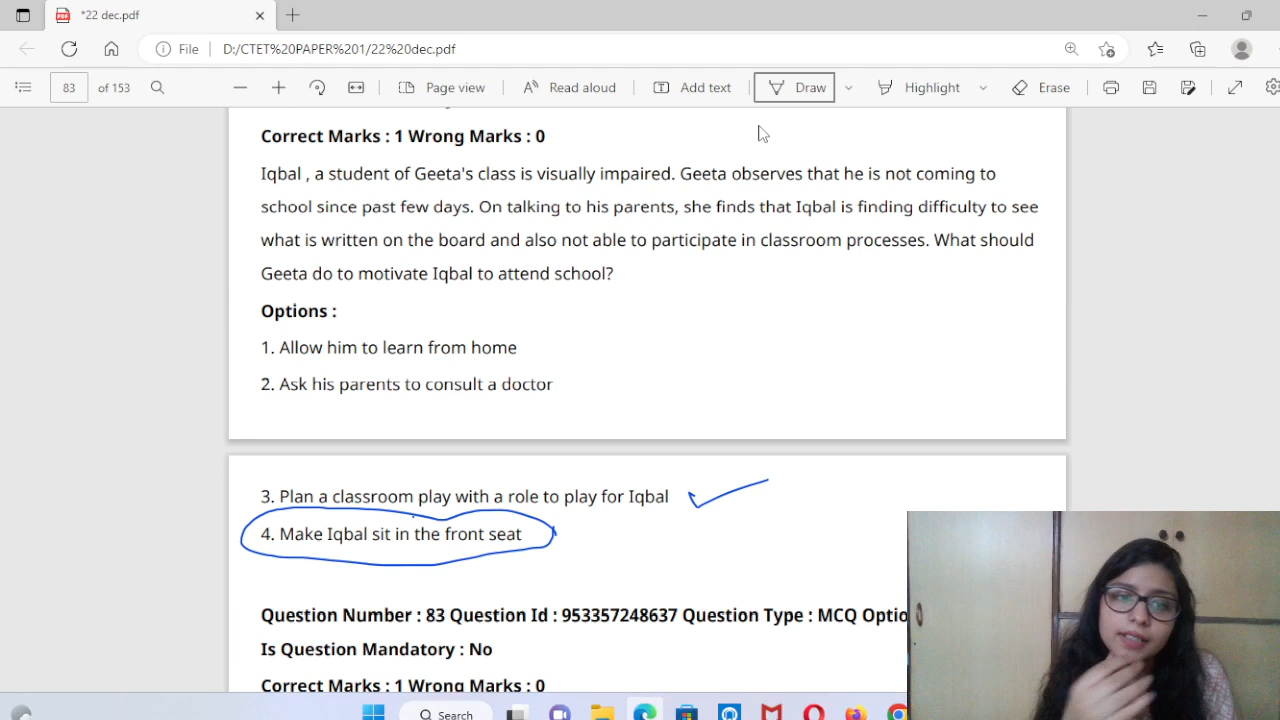 *22 dec.pdf
File D:/CTET%20PAPER%201/22%20dec.pdf
83 of 153 Page view Read aloud Add text Draw Highlight Erase
Correct Marks : 1 Wrong Marks : 0
Iqbal , a student of Geeta's class is visually impaired. Geeta observes that he is not coming to
school since past few days. On talking to his parents, she finds that Iqbal is finding difficulty to see
what is written on the board and also not able to participate in classroom processes. What should
Geeta do to motivate Iqbal to attend school?
Options :
1. Allow him to learn from home
2. Ask his parents to consult a doctor
3. Plan a classroom play with a role to play for Iqbal
4. Make Iqbal sit in the front seat
Question Number : 83 Question Id : 953357248637 Question Type : MCQ Optio
Is Question Mandatory : No
Correct Marks : 1 Wrong Marks : 0
Search